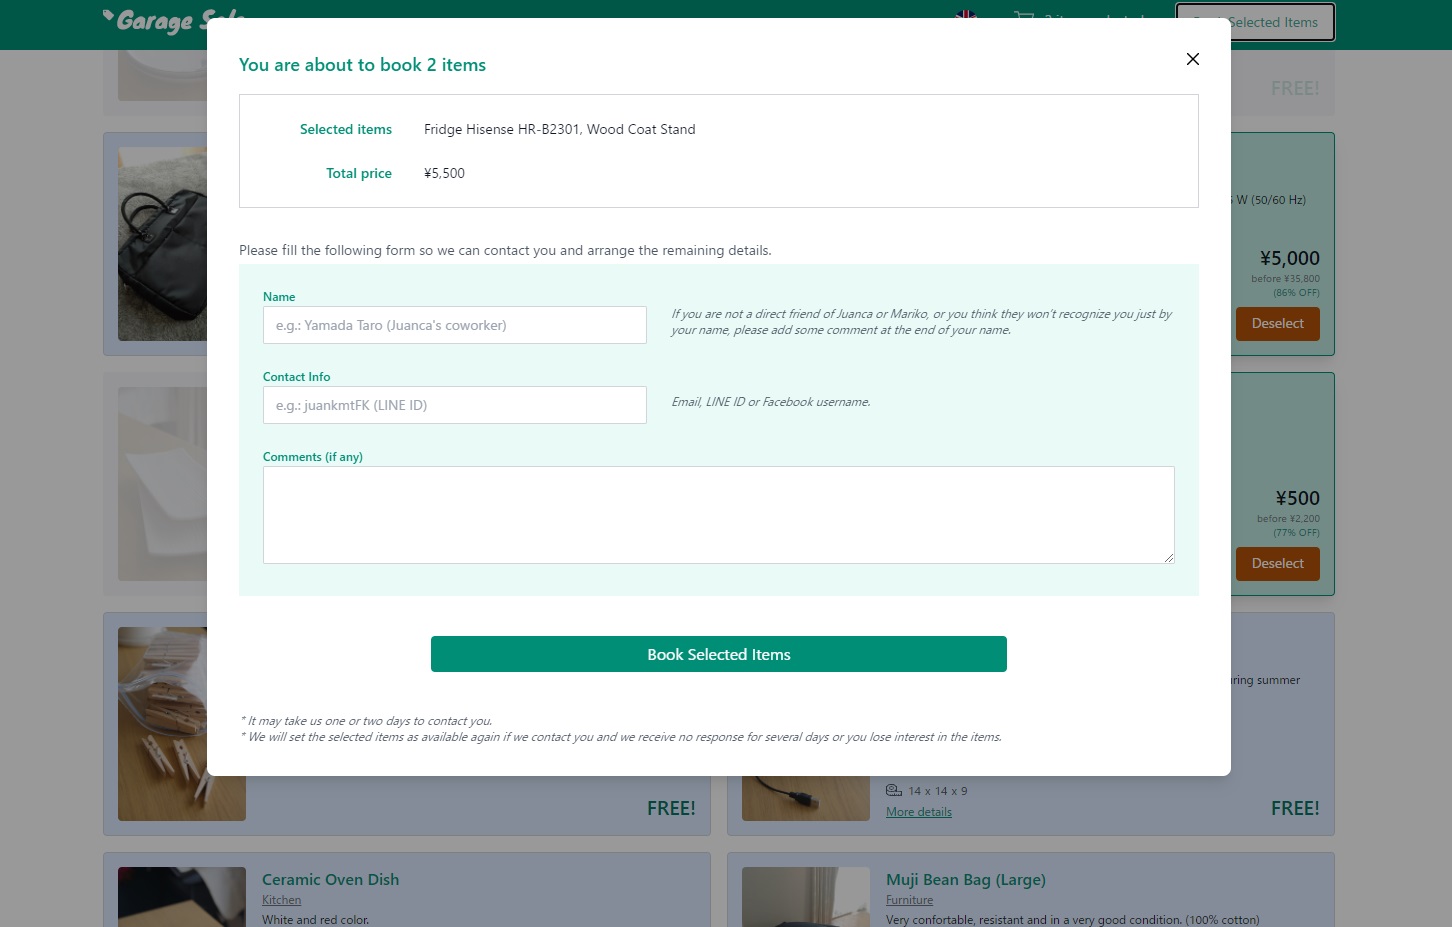 Garage Sale
Selected Items
FREE!
You are about to book 2 items
Selected items
Fridge Hisense HR-B2301, Wood Coat Stand
Total price
¥5,500
Please fill the following form so we can contact you and arrange the remaining details.
Name
e.g.: Yamada Taro (Juanca's coworker)
If you are not a direct friend of Juanca or Mariko, or you think they won't recognize you just by
your name, please add some comment at the end of your name.
Contact Info
e.g.: juankmtFK (LINE ID)
Email, LINE ID or Facebook username.
Comments (if any)
Book Selected Items
* It may take us one or two days to contact you.
* We will set the selected items as available again if we contact you and we receive no response for several days or you lose interest in the items.
W (50/60 Hz)
¥5,000
before ¥35,800
(86% OFF)
Deselect
¥500
before ¥2,200
(77% OFF)
Deselect
summer
FREE!
14 x 14 x 9
More details
FREE!
Ceramic Oven Dish
Kitchen
White and red color.
Muji Bean Bag (Large)
Furniture
Very confortable, resistant and in a very good condition. (100% cotton)